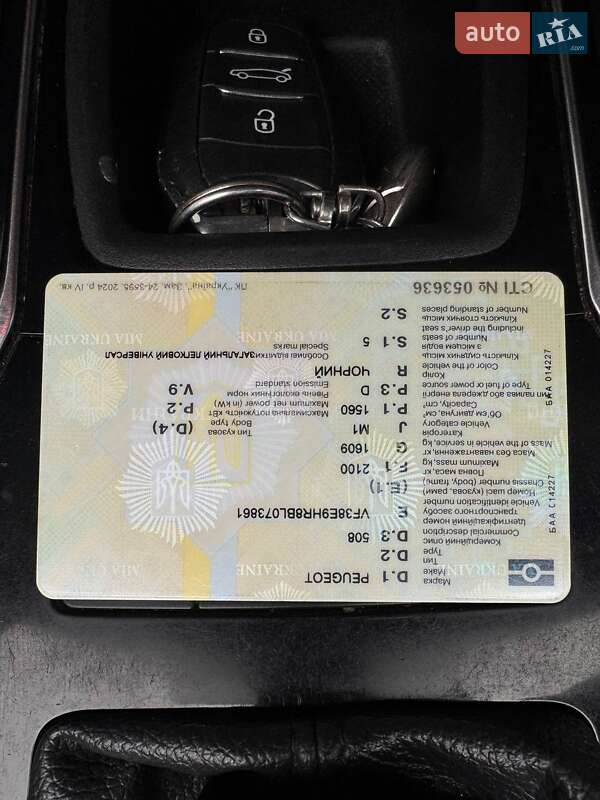 auto RIA .com
D.1 Марка PEUGEOT
Make
D.2 Тип
Type
D.3 Комерційний опис 508
Commercial description
E Ідентифікаційний номер VF38E9HR8BL073861
транспортного засобу
Vehicle identification number
(E.1) Номер шасі (кузова, рами)
Chassis number (body, frame)
F.1 Повна маса, кг 2100
Maximum mass, kg
G Маса без навантаження, кг 1609
Mass of the vehicle in service, kg
J Категорія M1
Vehicle category
(D.4) Тип кузова
Body type
P.1 Об'єм двигуна, см³ 1560
Capacity, cm³
P.2 Максимальна потужність кВт
Maximum net power (in kW)
P.3 Тип палива або джерела енергії D
Type of fuel or power source
V.9 Рівень екологічних норм
Emission standard
R Колір ЧОРНИЙ
Color of the vehicle
Особливі відмітки ЗАГАЛЬНИЙ ЛЕГКОВИЙ УНІВЕРСАЛ
Special marks
S.1 Кількість сидячих місць 5
з місцем водія
Number of seats
including the driver's seat
S.2 Кількість стоячих місць
Number of standing places
СТІ № 053636
ПК "Україна". Зам. 24-3595. 2024 р. IV кв.
БАА 014227
БАА 014227
MIA UKRAINE